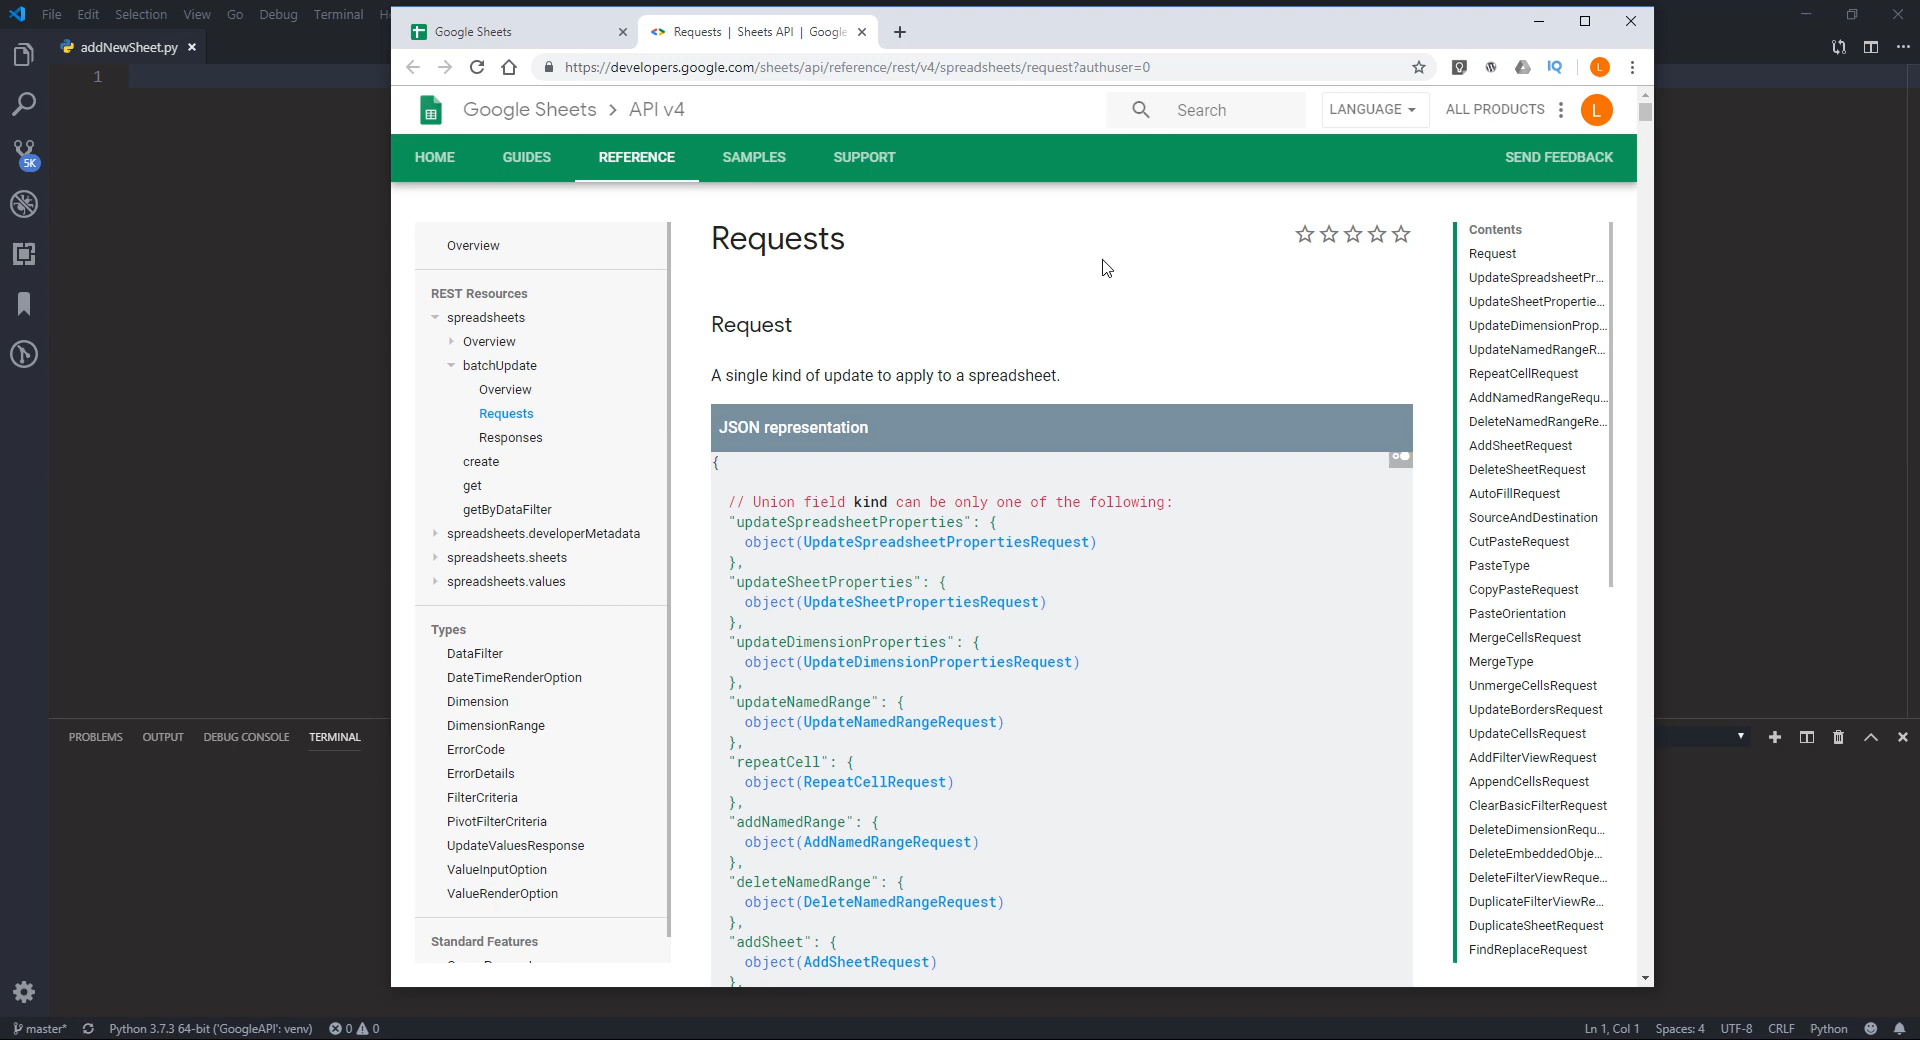 File Edit Selection View Go Debug Terminal
addNewSheet.py
1
5K
Google Sheets
Requests | Sheets API | Google
https://developers.google.com/sheets/api/reference/rest/v4/spreadsheets/request?authuser=0
IQ
L
Google Sheets > API v4
Search
LANGUAGE
ALL PRODUCTS
L
HOME GUIDES REFERENCE SAMPLES SUPPORT SEND FEEDBACK
Overview
REST Resources
spreadsheets
Overview
batchUpdate
Overview
Requests
Responses
create
get
getByDataFilter
spreadsheets.developerMetadata
spreadsheets.sheets
spreadsheets.values
Types
DataFilter
DateTimeRenderOption
Dimension
DimensionRange
ErrorCode
ErrorDetails
FilterCriteria
PivotFilterCriteria
UpdateValuesResponse
ValueInputOption
ValueRenderOption
Standard Features
Requests
Request
A single kind of update to apply to a spreadsheet.
JSON representation
{
// Union field kind can be only one of the following:
"updateSpreadsheetProperties": {
object(UpdateSpreadsheetPropertiesRequest)
},
"updateSheetProperties": {
object(UpdateSheetPropertiesRequest)
},
"updateDimensionProperties": {
object(UpdateDimensionPropertiesRequest)
},
"updateNamedRange": {
object(UpdateNamedRangeRequest)
},
"repeatCell": {
object(RepeatCellRequest)
},
"addNamedRange": {
object(AddNamedRangeRequest)
},
"deleteNamedRange": {
object(DeleteNamedRangeRequest)
},
"addSheet": {
object(AddSheetRequest)
},
Contents
Request
UpdateSpreadsheetPr...
UpdateSheetPropertie...
UpdateDimensionProp...
UpdateNamedRangeR...
RepeatCellRequest
AddNamedRangeRequ...
DeleteNamedRangeRe...
AddSheetRequest
DeleteSheetRequest
AutoFillRequest
SourceAndDestination
CutPasteRequest
PasteType
CopyPasteRequest
PasteOrientation
MergeCellsRequest
MergeType
UnmergeCellsRequest
UpdateBordersRequest
UpdateCellsRequest
AddFilterViewRequest
AppendCellsRequest
ClearBasicFilterRequest
DeleteDimensionRequ...
DeleteEmbeddedObje...
DeleteFilterViewReque...
DuplicateFilterViewRe...
DuplicateSheetRequest
FindReplaceRequest
PROBLEMS OUTPUT DEBUG CONSOLE TERMINAL
master* Python 3.7.3 64-bit ('GoogleAPI': venv) 0 0 Ln 1, Col 1 Spaces: 4 UTF-8 CRLF Python